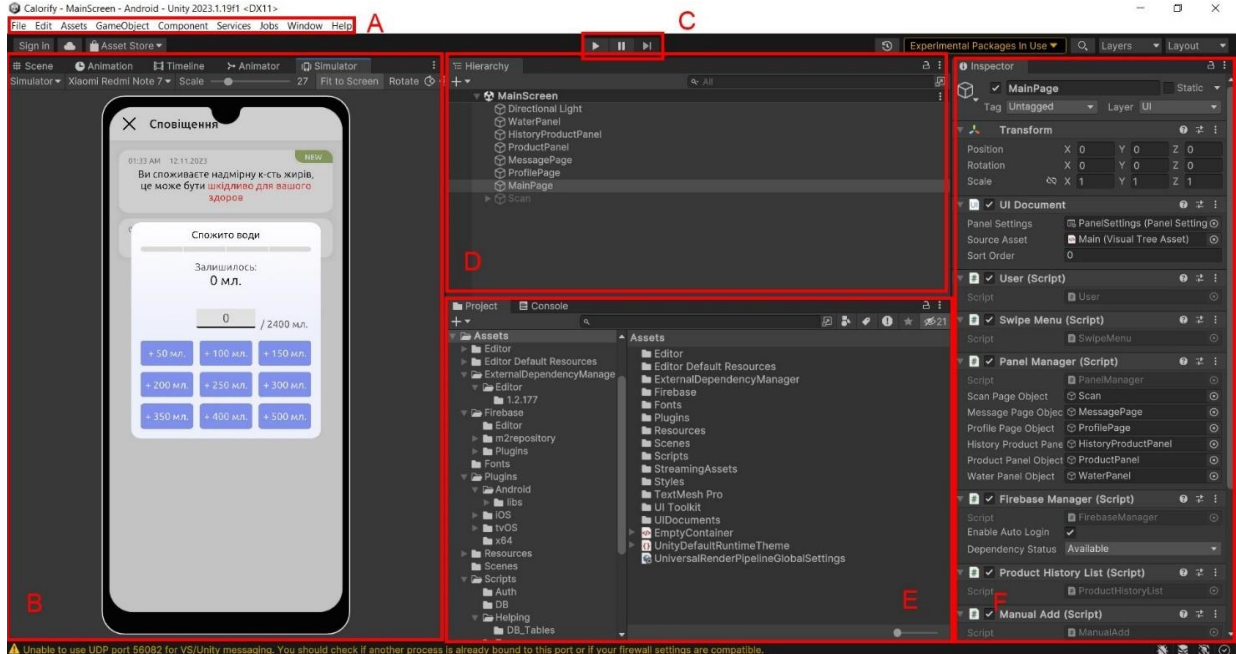 Calorify - MainScreen - Android - Unity 2023.1.19f1 <DX11>
File Edit Assets GameObject Component Services Jobs Window Help
A
C
Sign in Asset Store
Experimental Packages In Use Layers Layout
Scene Animation Timeline Animator Simulator
Simulator Xiaomi Redmi Note 7 Scale 27 Fit to Screen Rotate
Сповіщення
01:33 AM 12.11.2023 NEW
Ви споживаєте надмірну к-сть жирів,
це може бути шкідливо для вашого
здоров
Спожито води
Залишилось:
0 мл.
0 / 2400 мл.
+ 50 мл. + 100 мл. + 150 мл.
+ 200 мл. + 250 мл. + 300 мл.
+ 350 мл. + 400 мл. + 500 мл.
B
Hierarchy
All
MainScreen
Directional Light
WaterPanel
HistoryProductPanel
ProductPanel
MessagePage
ProfilePage
MainPage
Scan
D
Project Console
21
Assets
Editor
Editor Default Resources
ExternalDependencyManage
Editor
1.2.177
Firebase
Editor
m2repository
Plugins
Fonts
Plugins
Android
libs
iOS
tvOS
x64
Resources
Scenes
Scripts
Auth
DB
Helping
DB_Tables
Assets
Editor
Editor Default Resources
ExternalDependencyManager
Firebase
Fonts
Plugins
Resources
Scenes
Scripts
StreamingAssets
Styles
TextMesh Pro
UI Toolkit
UIDocuments
EmptyContainer
UnityDefaultRuntimeTheme
UniversalRenderPipelineGlobalSettings
E
Inspector
MainPage Static
Tag Untagged Layer UI
Transform
Position X 0 Y 0 Z 0
Rotation X 0 Y 0 Z 0
Scale X 1 Y 1 Z 1
UI Document
Panel Settings PanelSettings (Panel Setting
Source Asset Main (Visual Tree Asset)
Sort Order 0
User (Script)
Script User
Swipe Menu (Script)
Script SwipeMenu
Panel Manager (Script)
Script PanelManager
Scan Page Object Scan
Message Page Objec MessagePage
Profile Page Object ProfilePage
History Product Pane HistoryProductPanel
Product Panel Object ProductPanel
Water Panel Object WaterPanel
Firebase Manager (Script)
Script FirebaseManager
Enable Auto Login
Dependency Status Available
Product History List (Script)
Script ProductHistoryList
F
Manual Add (Script)
Script ManualAdd
Unable to use UDP port 56082 for VS/Unity messaging. You should check if another process is already bound to this port or if your firewall settings are compatible.